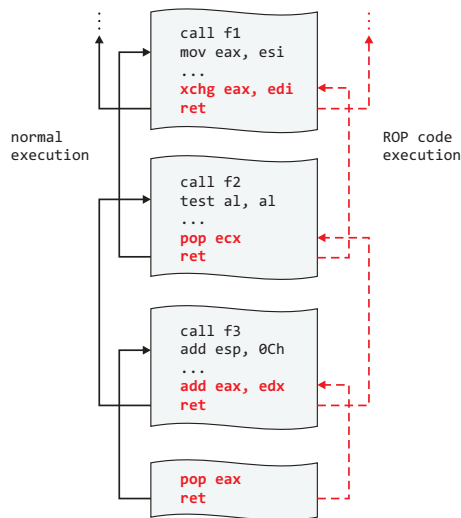 call f1
mov eax, esi
...
xchg eax, edi
ret
normal
execution
ROP code
execution
call f2
test al, al
...
pop ecx
ret
call f3
add esp, 0Ch
...
add eax, edx
ret
pop eax
ret